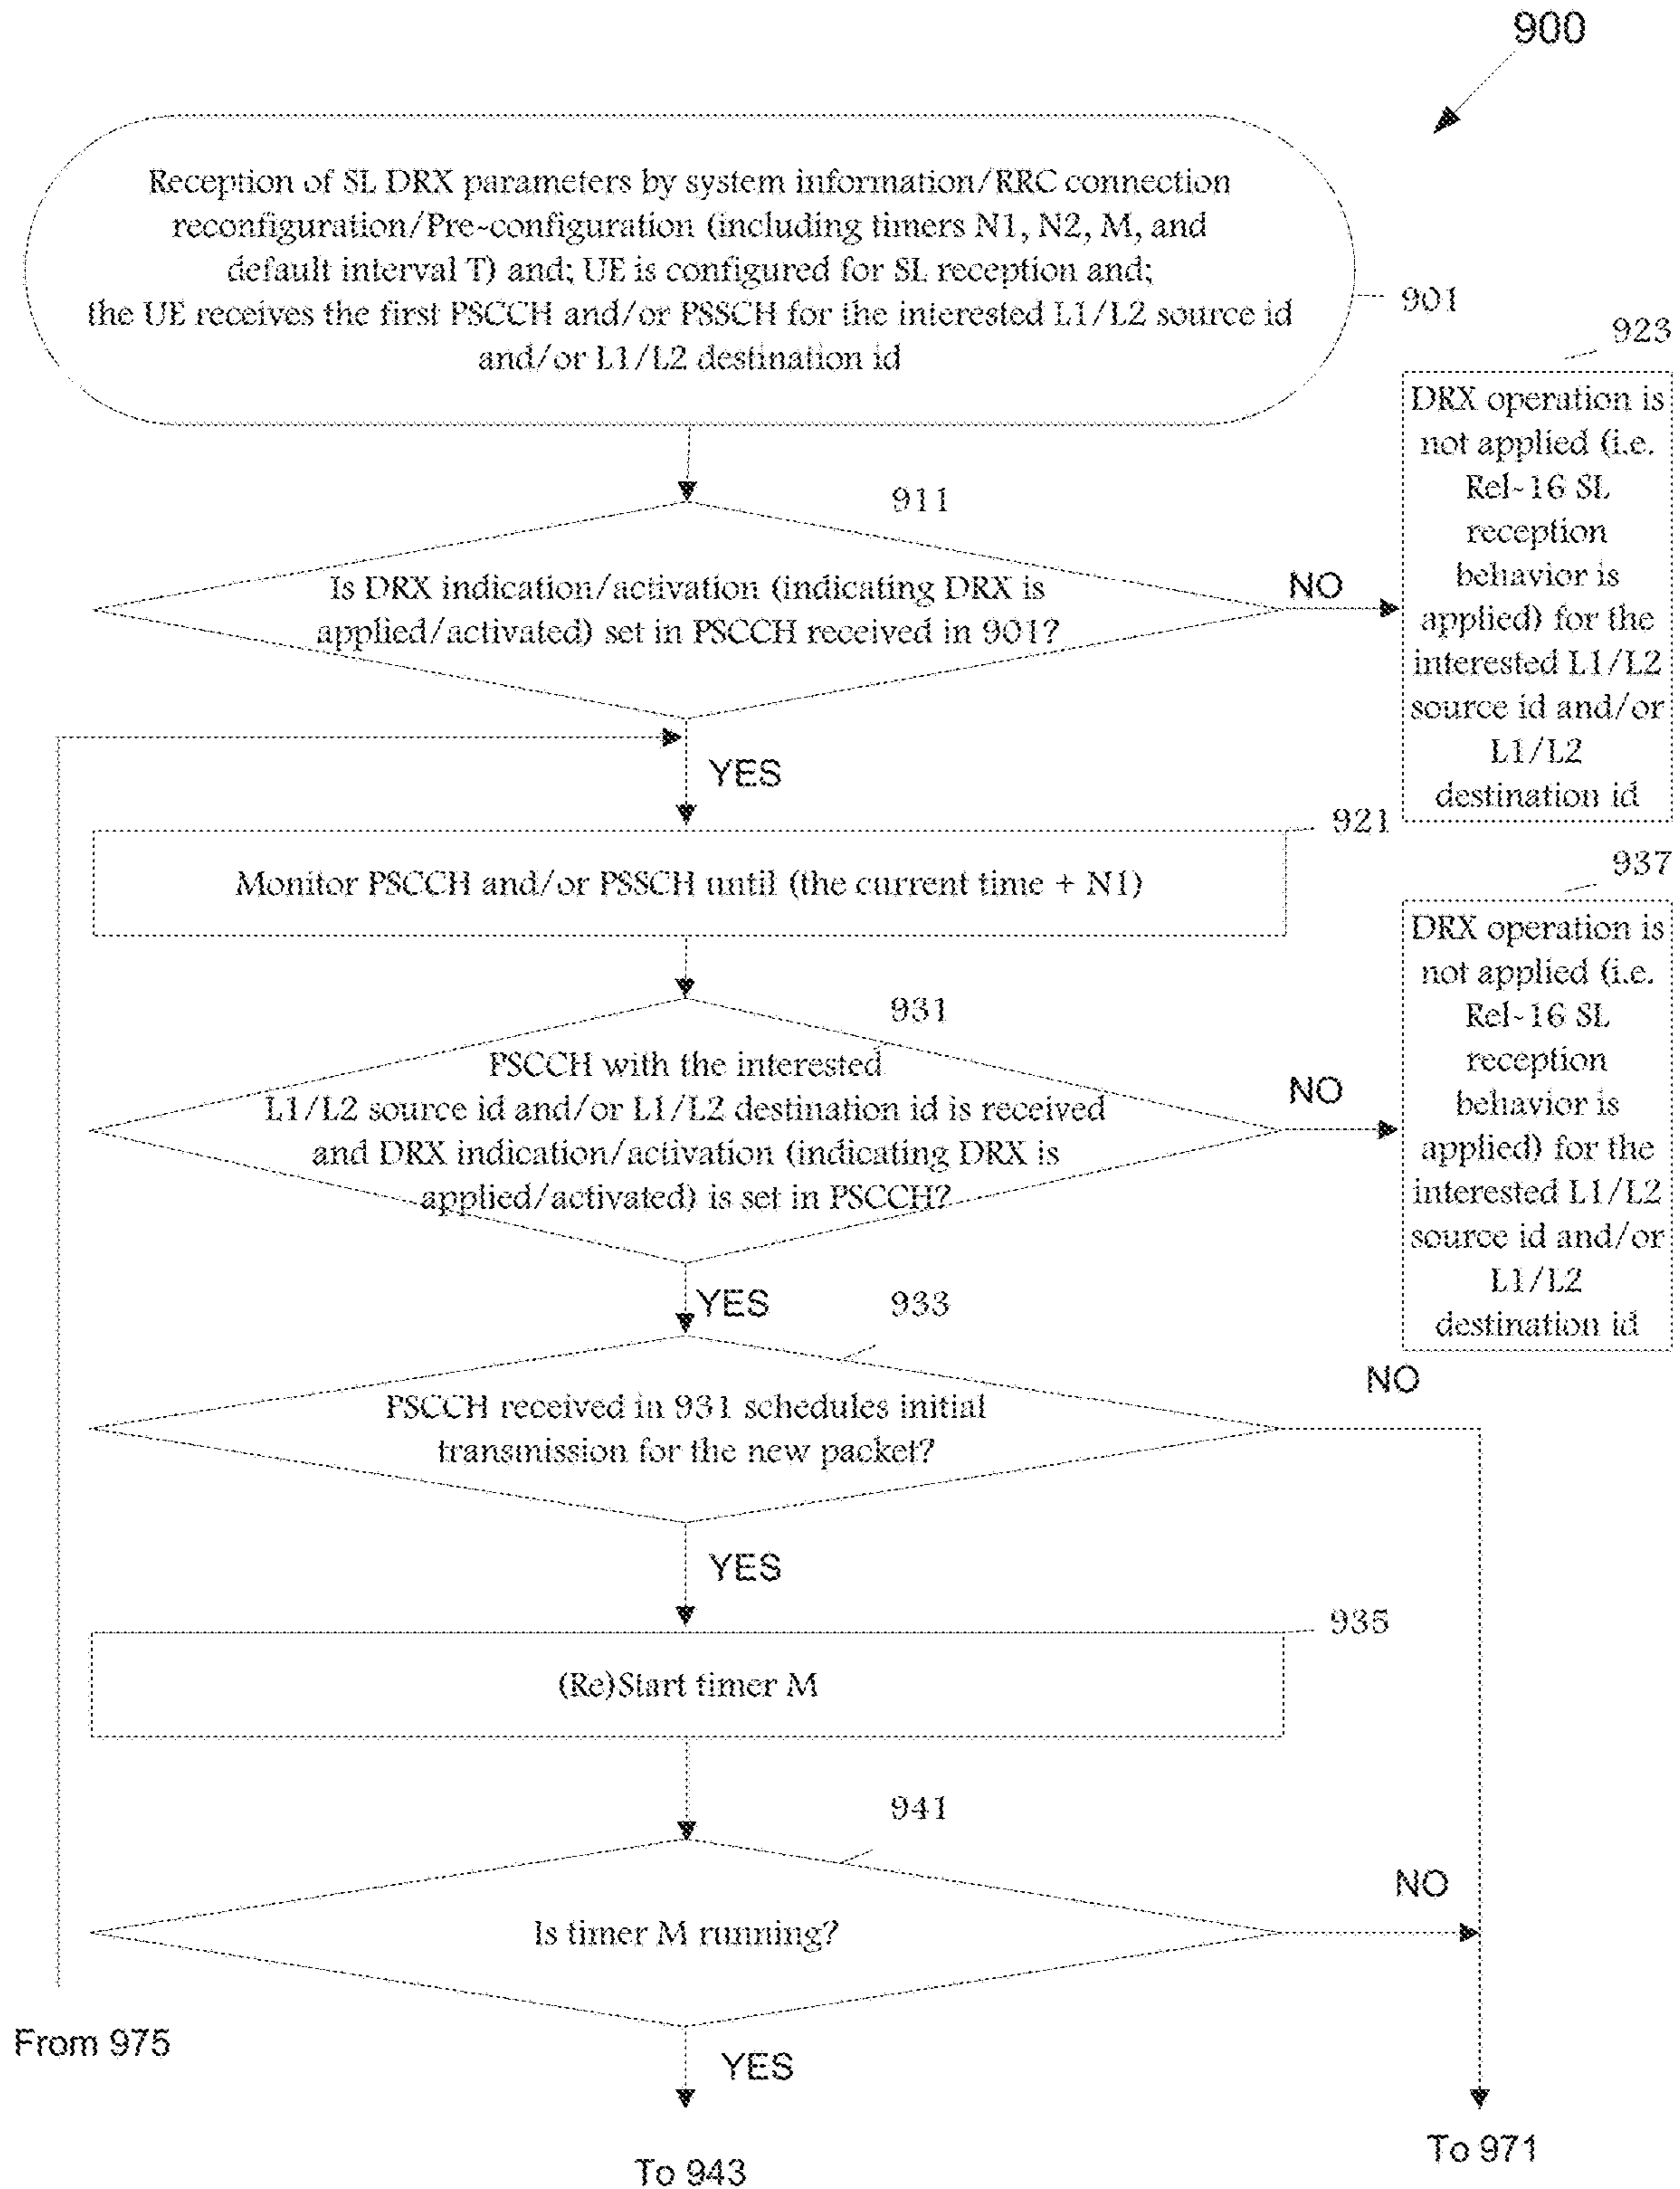 900
Reception of SL DRX parameters by system information/RRC connection
reconfiguration/Pre-configuration (including timers N1, N2, M, and
default interval T) and; UE is configured for SL reception and;
the UE receives the first PSCCH and/or PSSCH for the interested L1/L2 source id
and/or L1/L2 destination id
901
923
DRX operation is
not applied (i.e.
Rel-16 SL
reception
behavior is
applied) for the
interested L1/L2
source id and/or
L1/L2
destination id
911
Is DRX indication/activation (indicating DRX is
applied/activated) set in PSCCH received in 901?
NO
YES
921
Monitor PSCCH and/or PSSCH until (the current time + N1)
937
DRX operation is
not applied (i.e.
Rel-16 SL
reception
behavior is
applied) for the
interested L1/L2
source id and/or
L1/L2
destination id
931
PSCCH with the interested
L1/L2 source id and/or L1/L2 destination id is received
and DRX indication/activation (indicating DRX is
applied/activated) is set in PSCCH?
NO
YES
933
NO
PSCCH received in 931 schedules initial
transmission for the new packet?
YES
935
(Re)Start timer M
941
NO
Is timer M running?
From 975
YES
To 943
To 971